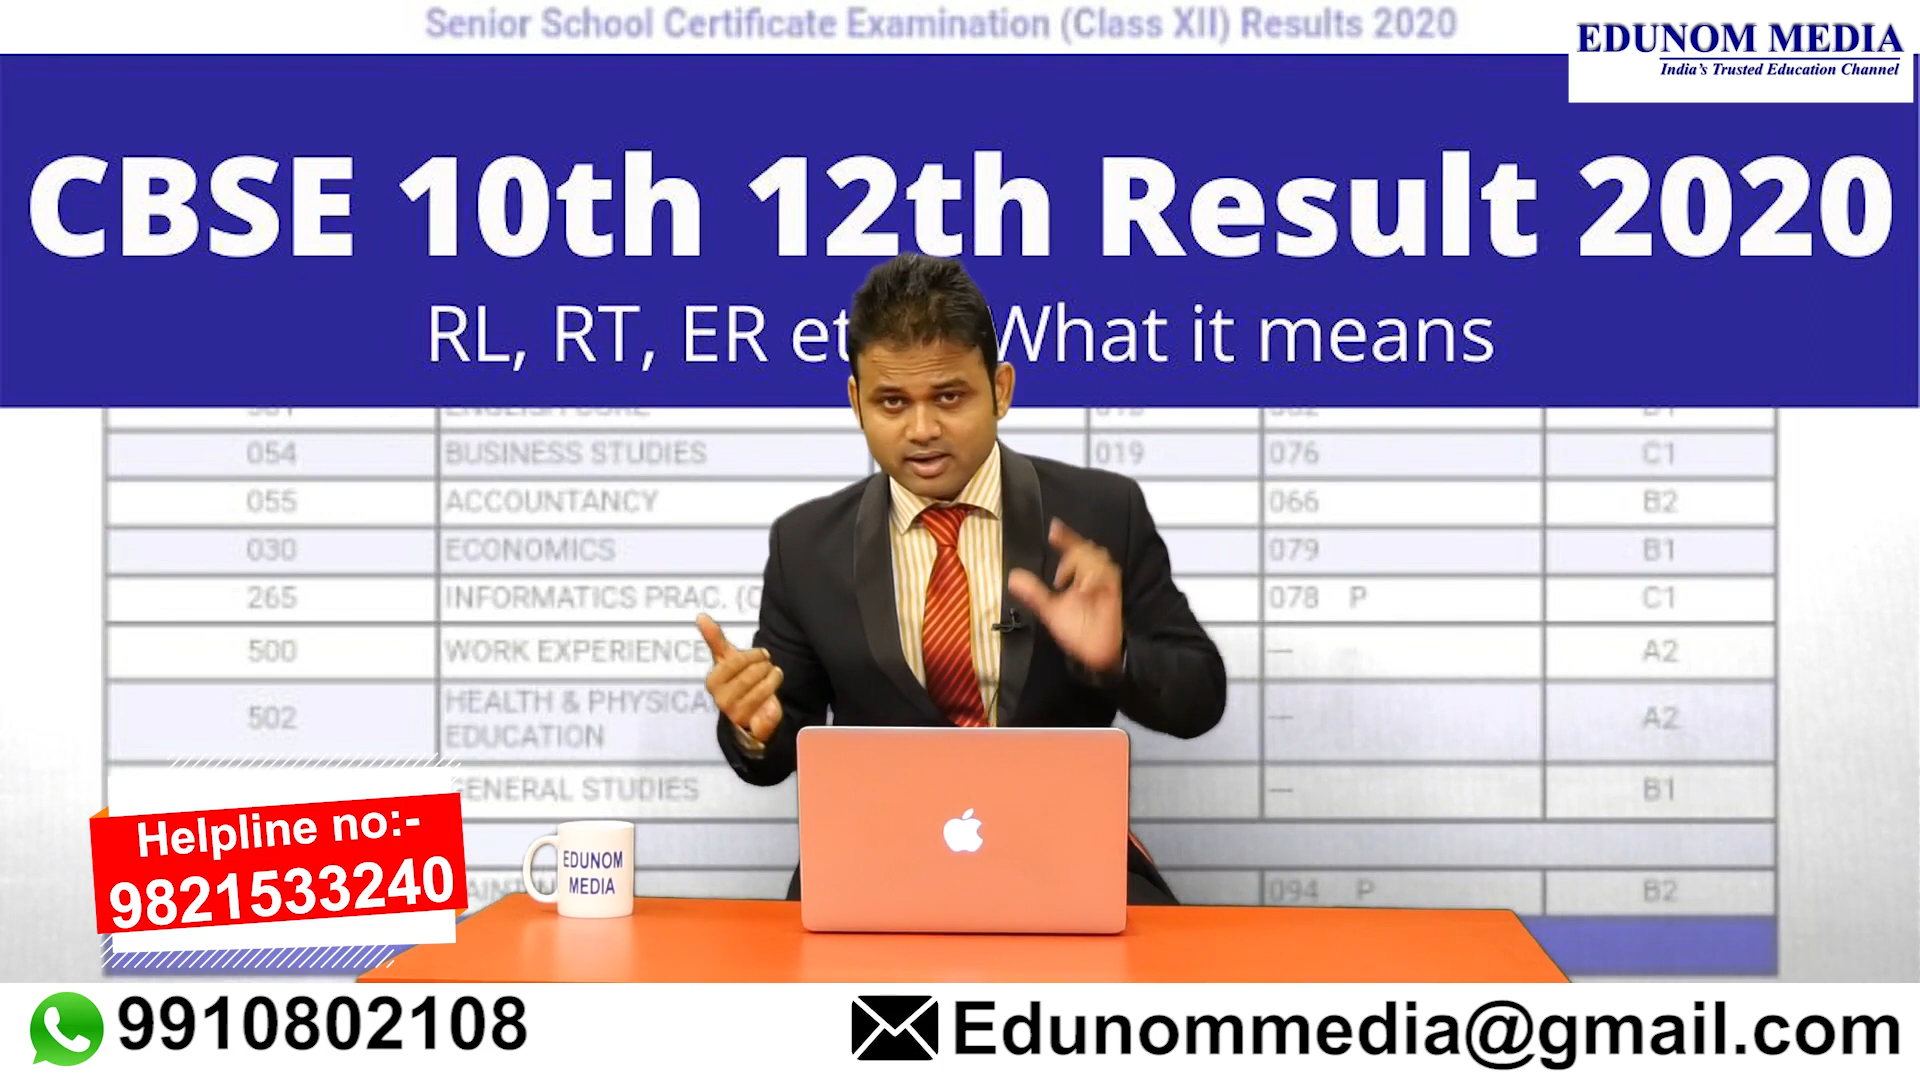 Senior School Certificate Examination (Class XII) Results 2020
EDUNOM MEDIA
India's Trusted Education Channel
CBSE 10th 12th Result 2020
RL, RT, ER What it means
054 BUSINESS STUDIES 019 076 C1
055 ACCOUNTANCY 066 B2
030 ECONOMICS 079 B1
265 INFORMATICS PRAC. 078 P C1
500 WORK EXPERIENCE — A2
502 HEALTH & PHYSICA — A2
EDUCATION
GENERAL STUDIES — B1
094 P B2
Helpline no:-
9821533240
EDUNOM
MEDIA
9910802108
Edunommedia@gmail.com